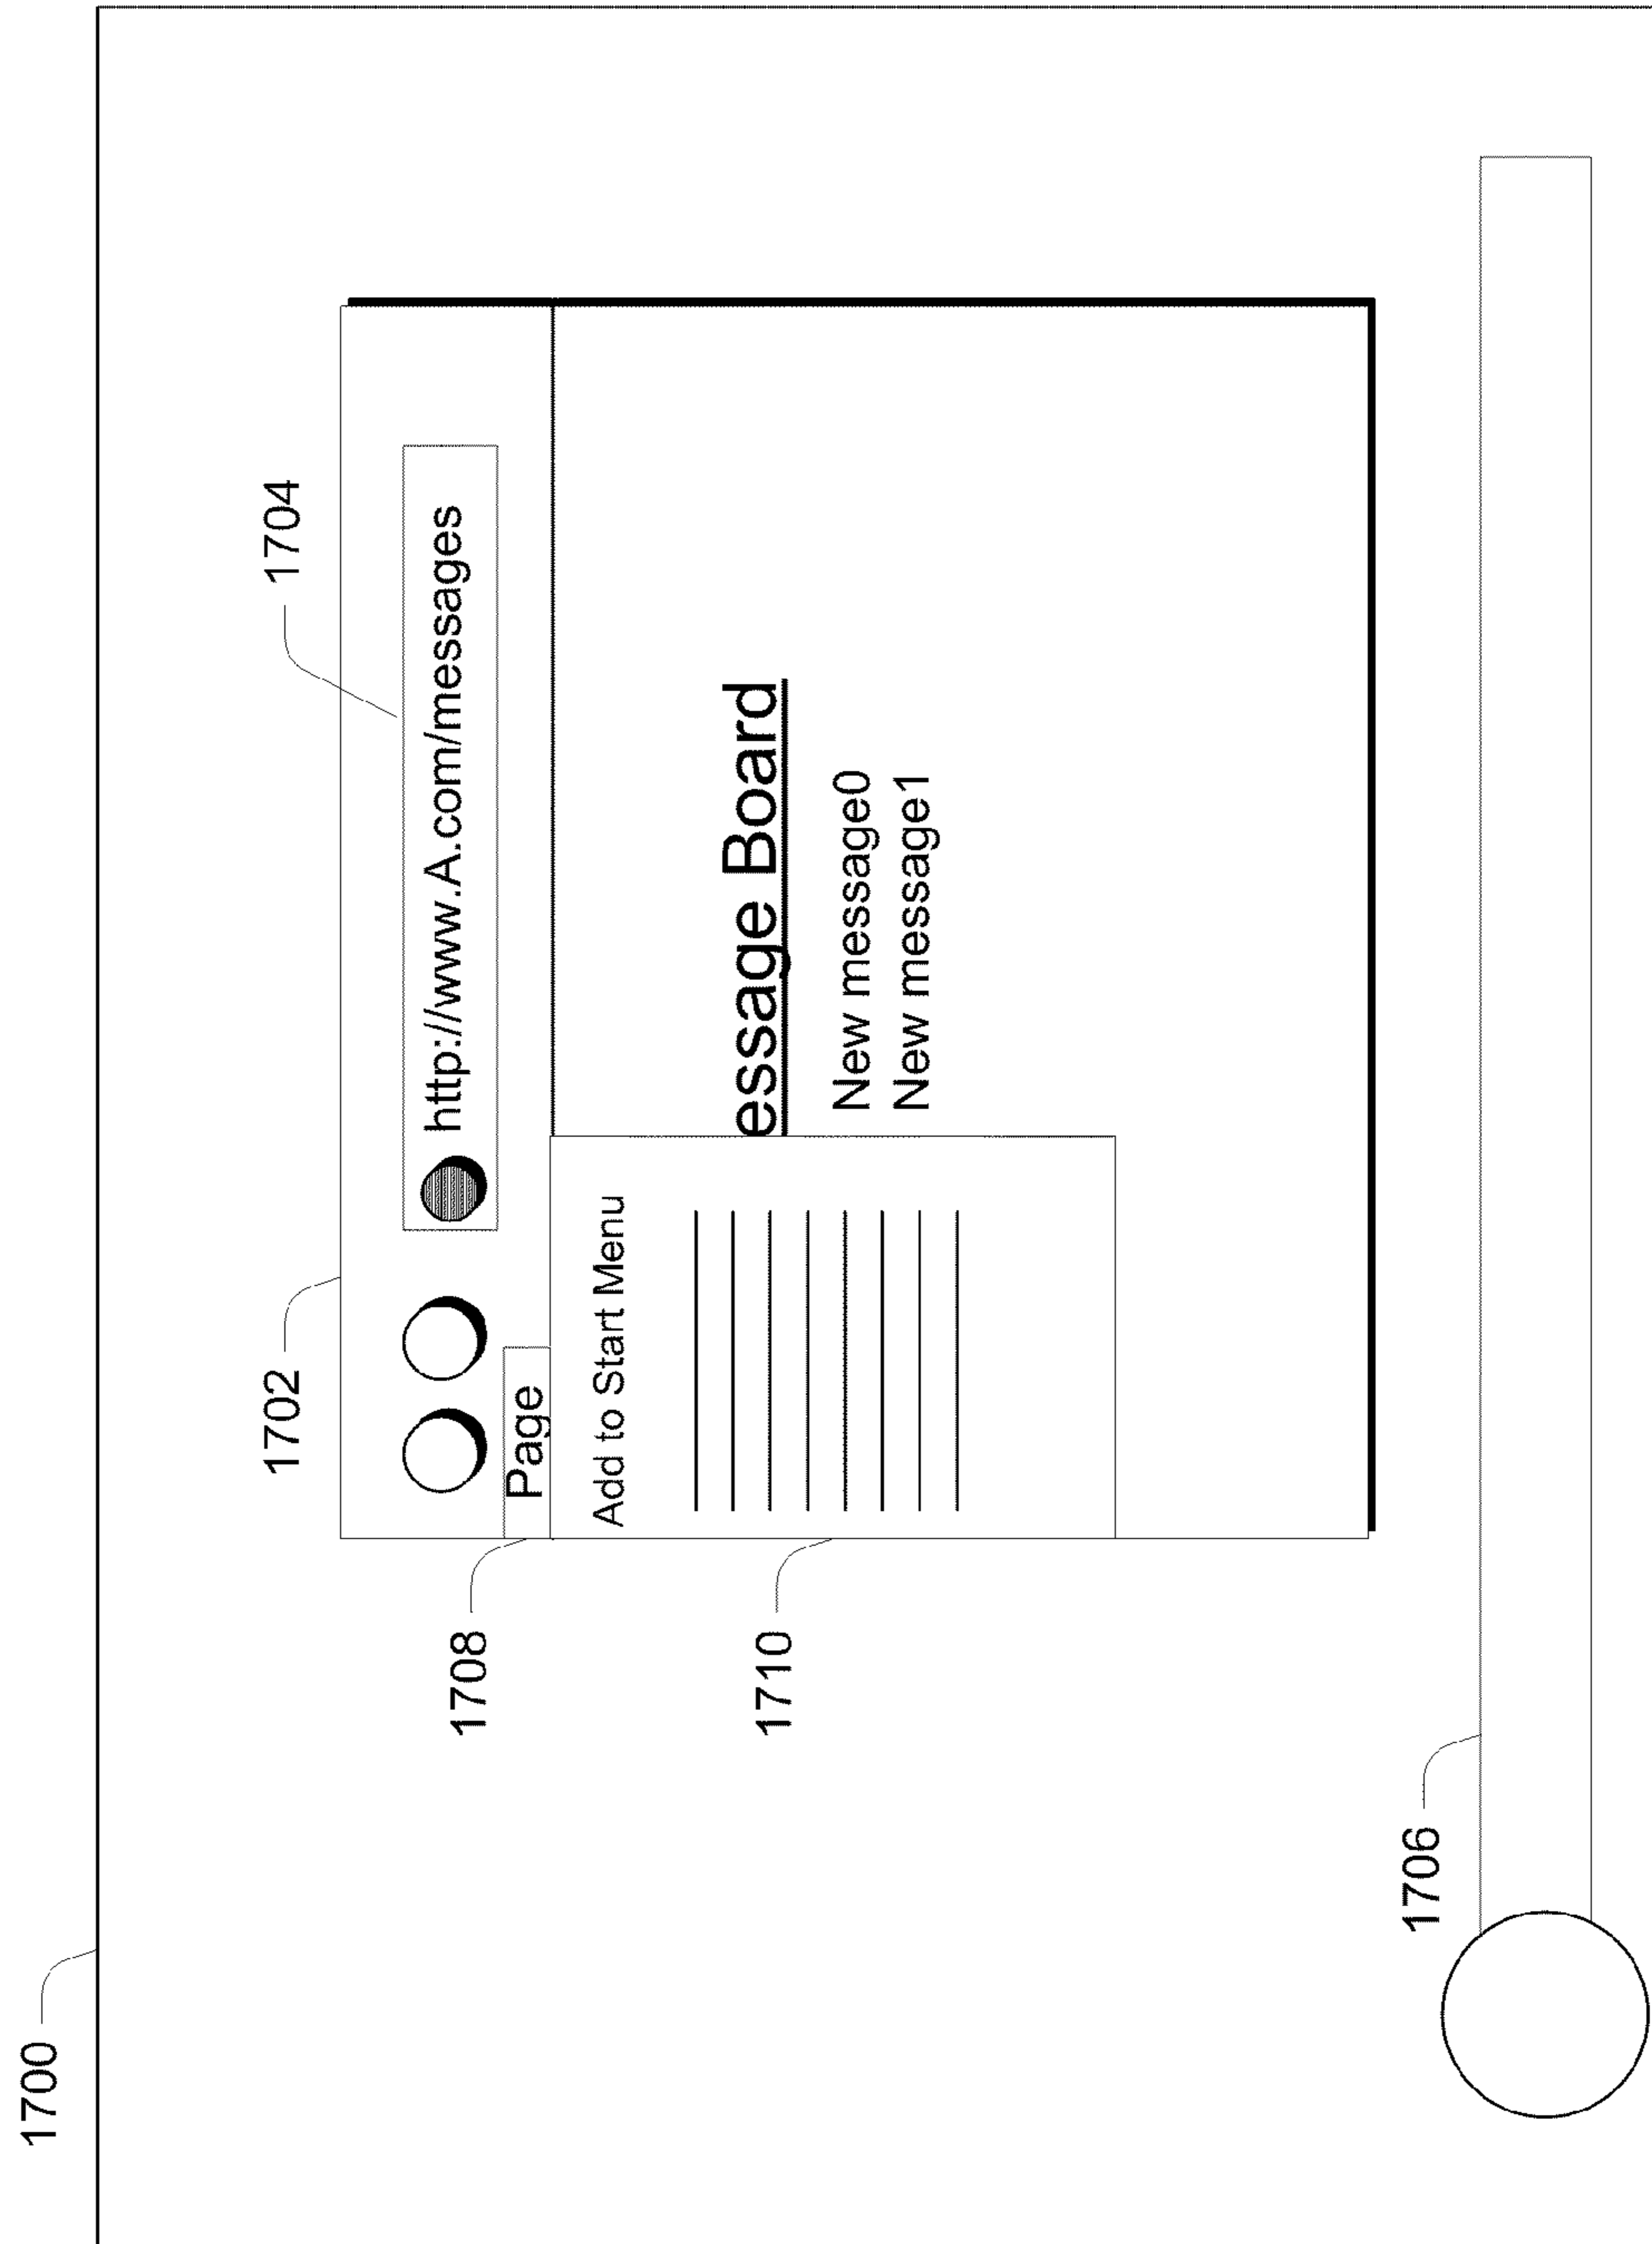 1700
1702
1704
http://www.A.com/messages
1708
Page
Add to Start Menu
essage Board
1710
New message0
New message1
1706